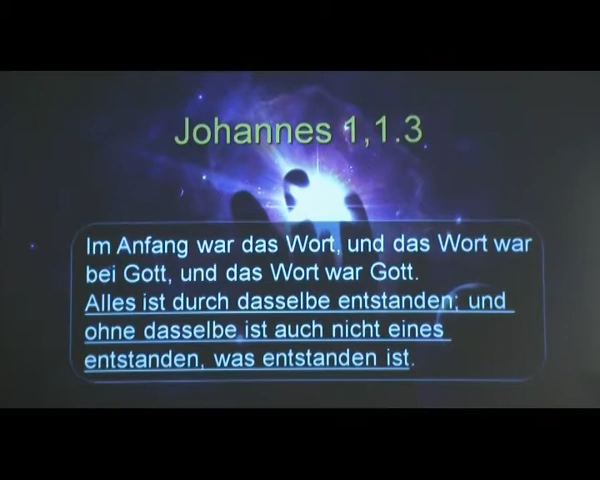 Johannes 1,1.3
Im Anfang war das Wort, und das Wort war
bei Gott, und das Wort war Gott.
Alles ist durch dasselbe entstanden; und
ohne dasselbe ist auch nicht eines
entstanden, was entstanden ist.